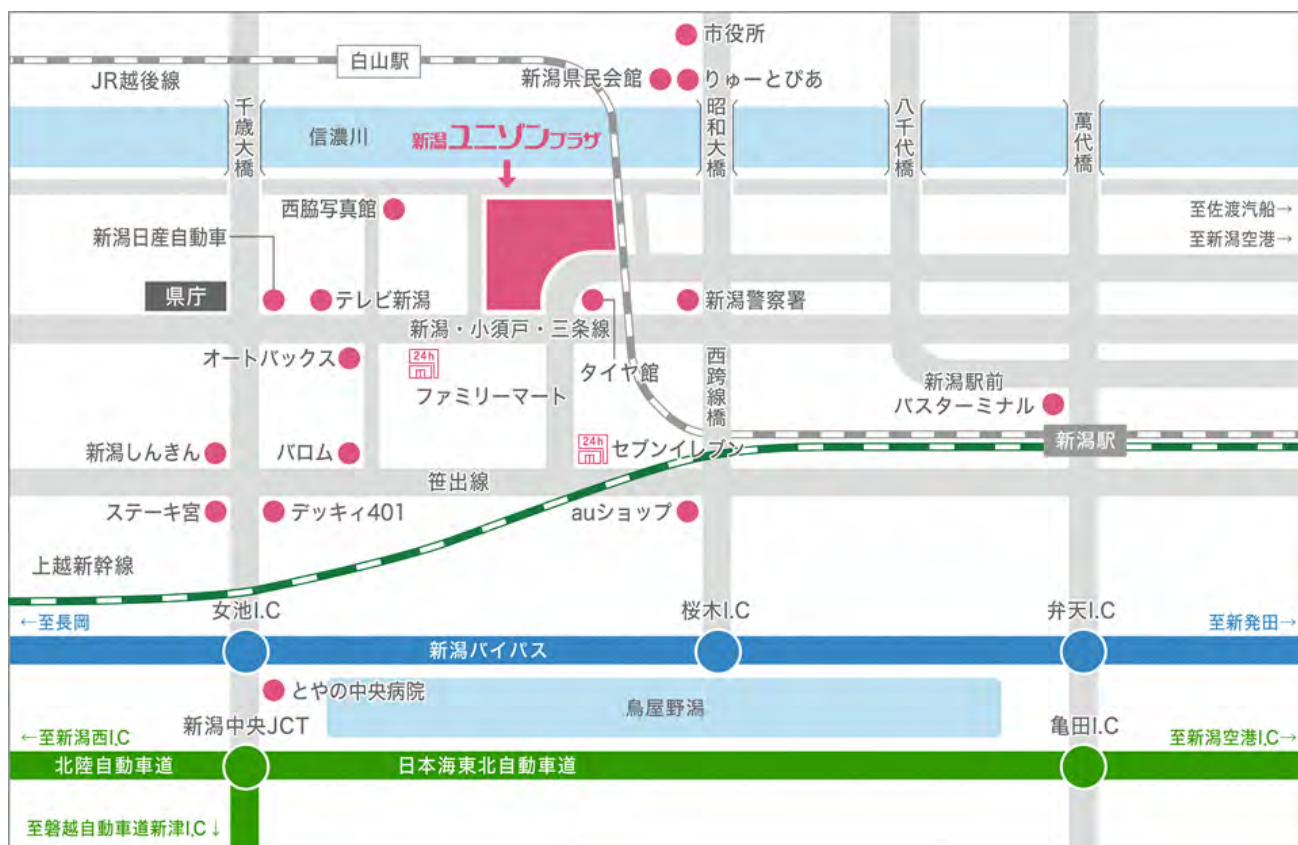 市役所
白山駅
新潟県民会館
りゅーとぴあ
JR越後線
千歳大橋
信濃川
新潟ユニゾンプラザ
↓
昭和大橋
八千代橋
萬代橋
西脇写真館
至佐渡汽船→
新潟日産自動車
至新潟空港→
県庁
テレビ新潟
新潟警察署
新潟・小須戸・三条線
オートバックス
24h
ファミリーマート
タイヤ館
西跨線橋
新潟駅前
バスターミナル
新潟駅
新潟しんきん
バロム
24h
セブンイレブン
笹出線
ステーキ宮
デッキィ401
auショップ
上越新幹線
女池I.C
桜木I.C
弁天I.C
←至長岡
至新発田→
新潟バイパス
とやの中央病院
鳥屋野潟
新潟中央JCT
亀田I.C
←至新潟西I.C
至新潟空港I.C→
北陸自動車道
日本海東北自動車道
至磐越自動車道新津I.C↓